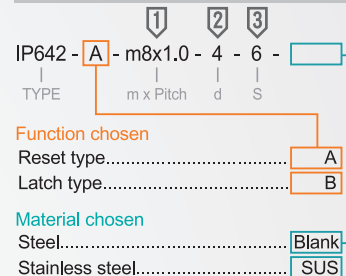 1 2 3
IP642 - A - m8x1.0 - 4 - 6 -
TYPE m x Pitch d S
Function chosen
Reset type............................... A
Latch type............................... B
Material chosen
Steel....................................... Blank
Stainless steel........................ SUS